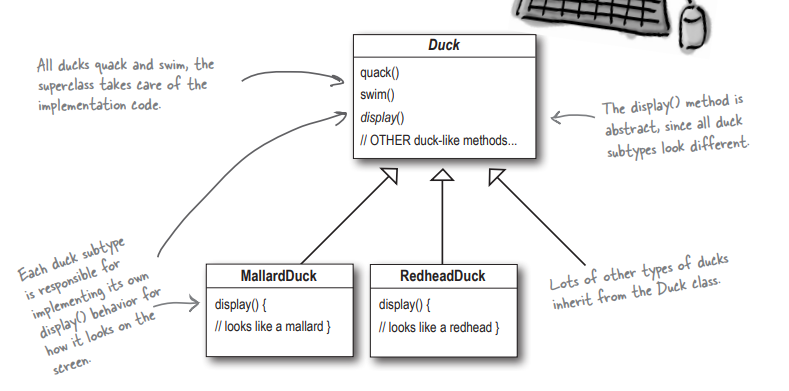 All ducks quack and swim, the
superclass takes care of the
implementation code.
Duck
quack()
swim()
display()
// OTHER duck-like methods...
The display() method is
abstract, since all duck
subtypes look different.
Each duck subtype
is responsible for
implementing its own
display() behavior for
how it looks on the
screen.
MallardDuck
display() {
// looks like a mallard }
RedheadDuck
display() {
// looks like a redhead }
Lots of other types of ducks
inherit from the Duck class.